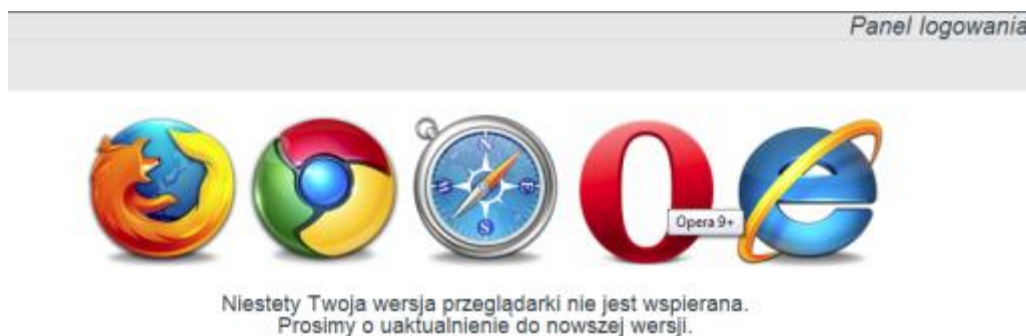 Panel logowania
N
W
E
S
Opera 9+
Niestety Twoja wersja przeglądarki nie jest wspierana.
Prosimy o uaktualnienie do nowszej wersji.